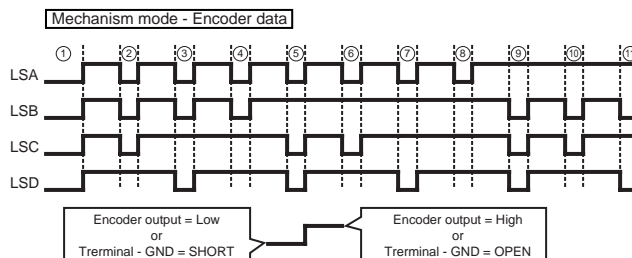 Mechanism mode - Encoder data
① ② ③ ④ ⑤ ⑥ ⑦ ⑧ ⑨ ⑩ ⑪
LSA
LSB
LSC
LSD
Encoder output = Low
or
Trerminal - GND = SHORT
Encoder output = High
or
Trerminal - GND = OPEN